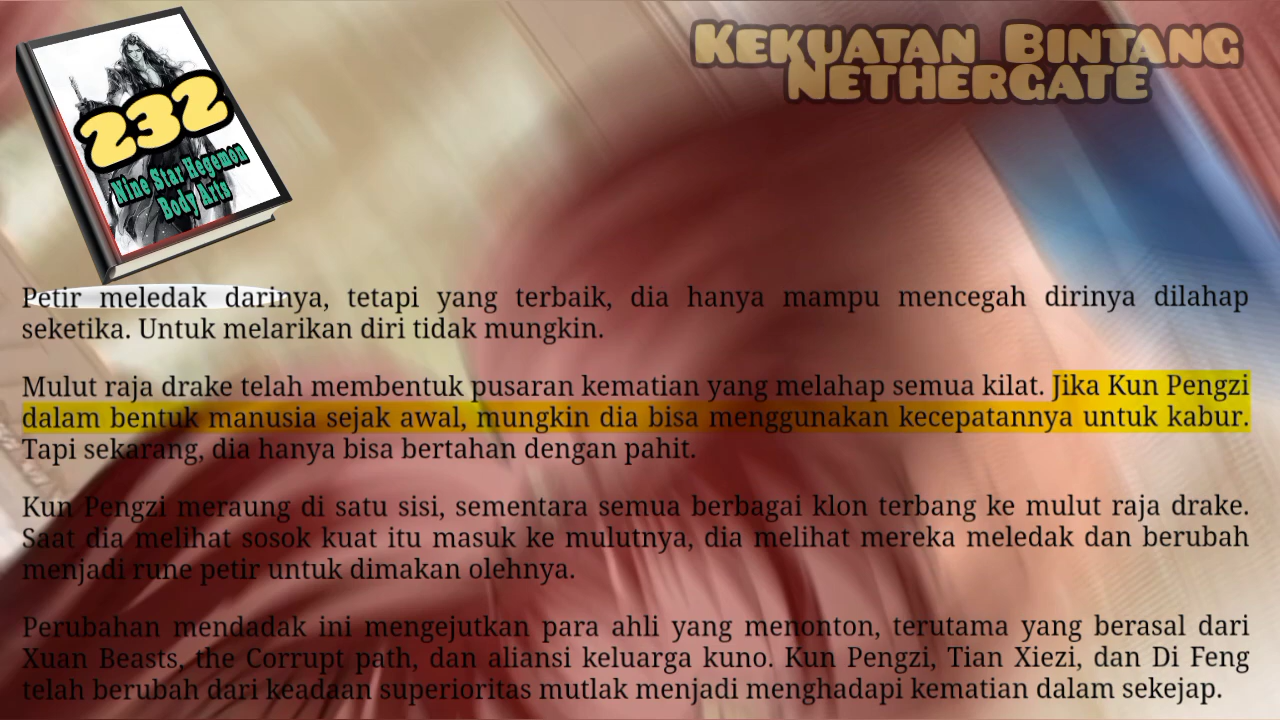 232
Nine Star Hegemon
Body Arts
Kekuatan Bintang
Nethergate
Petir meledak darinya, tetapi yang terbaik, dia hanya mampu mencegah dirinya dilahap
seketika. Untuk melarikan diri tidak mungkin.
Mulut raja drake telah membentuk pusaran kematian yang melahap semua kilat. Jika Kun Pengzi
dalam bentuk manusia sejak awal, mungkin dia bisa menggunakan kecepatannya untuk kabur.
Tapi sekarang, dia hanya bisa bertahan dengan pahit.
Kun Pengzi meraung di satu sisi, sementara semua berbagai klon terbang ke mulut raja drake.
Saat dia melihat sosok kuat itu masuk ke mulutnya, dia melihat mereka meledak dan berubah
menjadi rune petir untuk dimakan olehnya.
Perubahan mendadak ini mengejutkan para ahli yang menonton, terutama yang berasal dari
Xuan Beasts, the Corrupt path, dan aliansi keluarga kuno. Kun Pengzi, Tian Xiezi, dan Di Feng
telah berubah dari keadaan superioritas mutlak menjadi menghadapi kematian dalam sekejap.